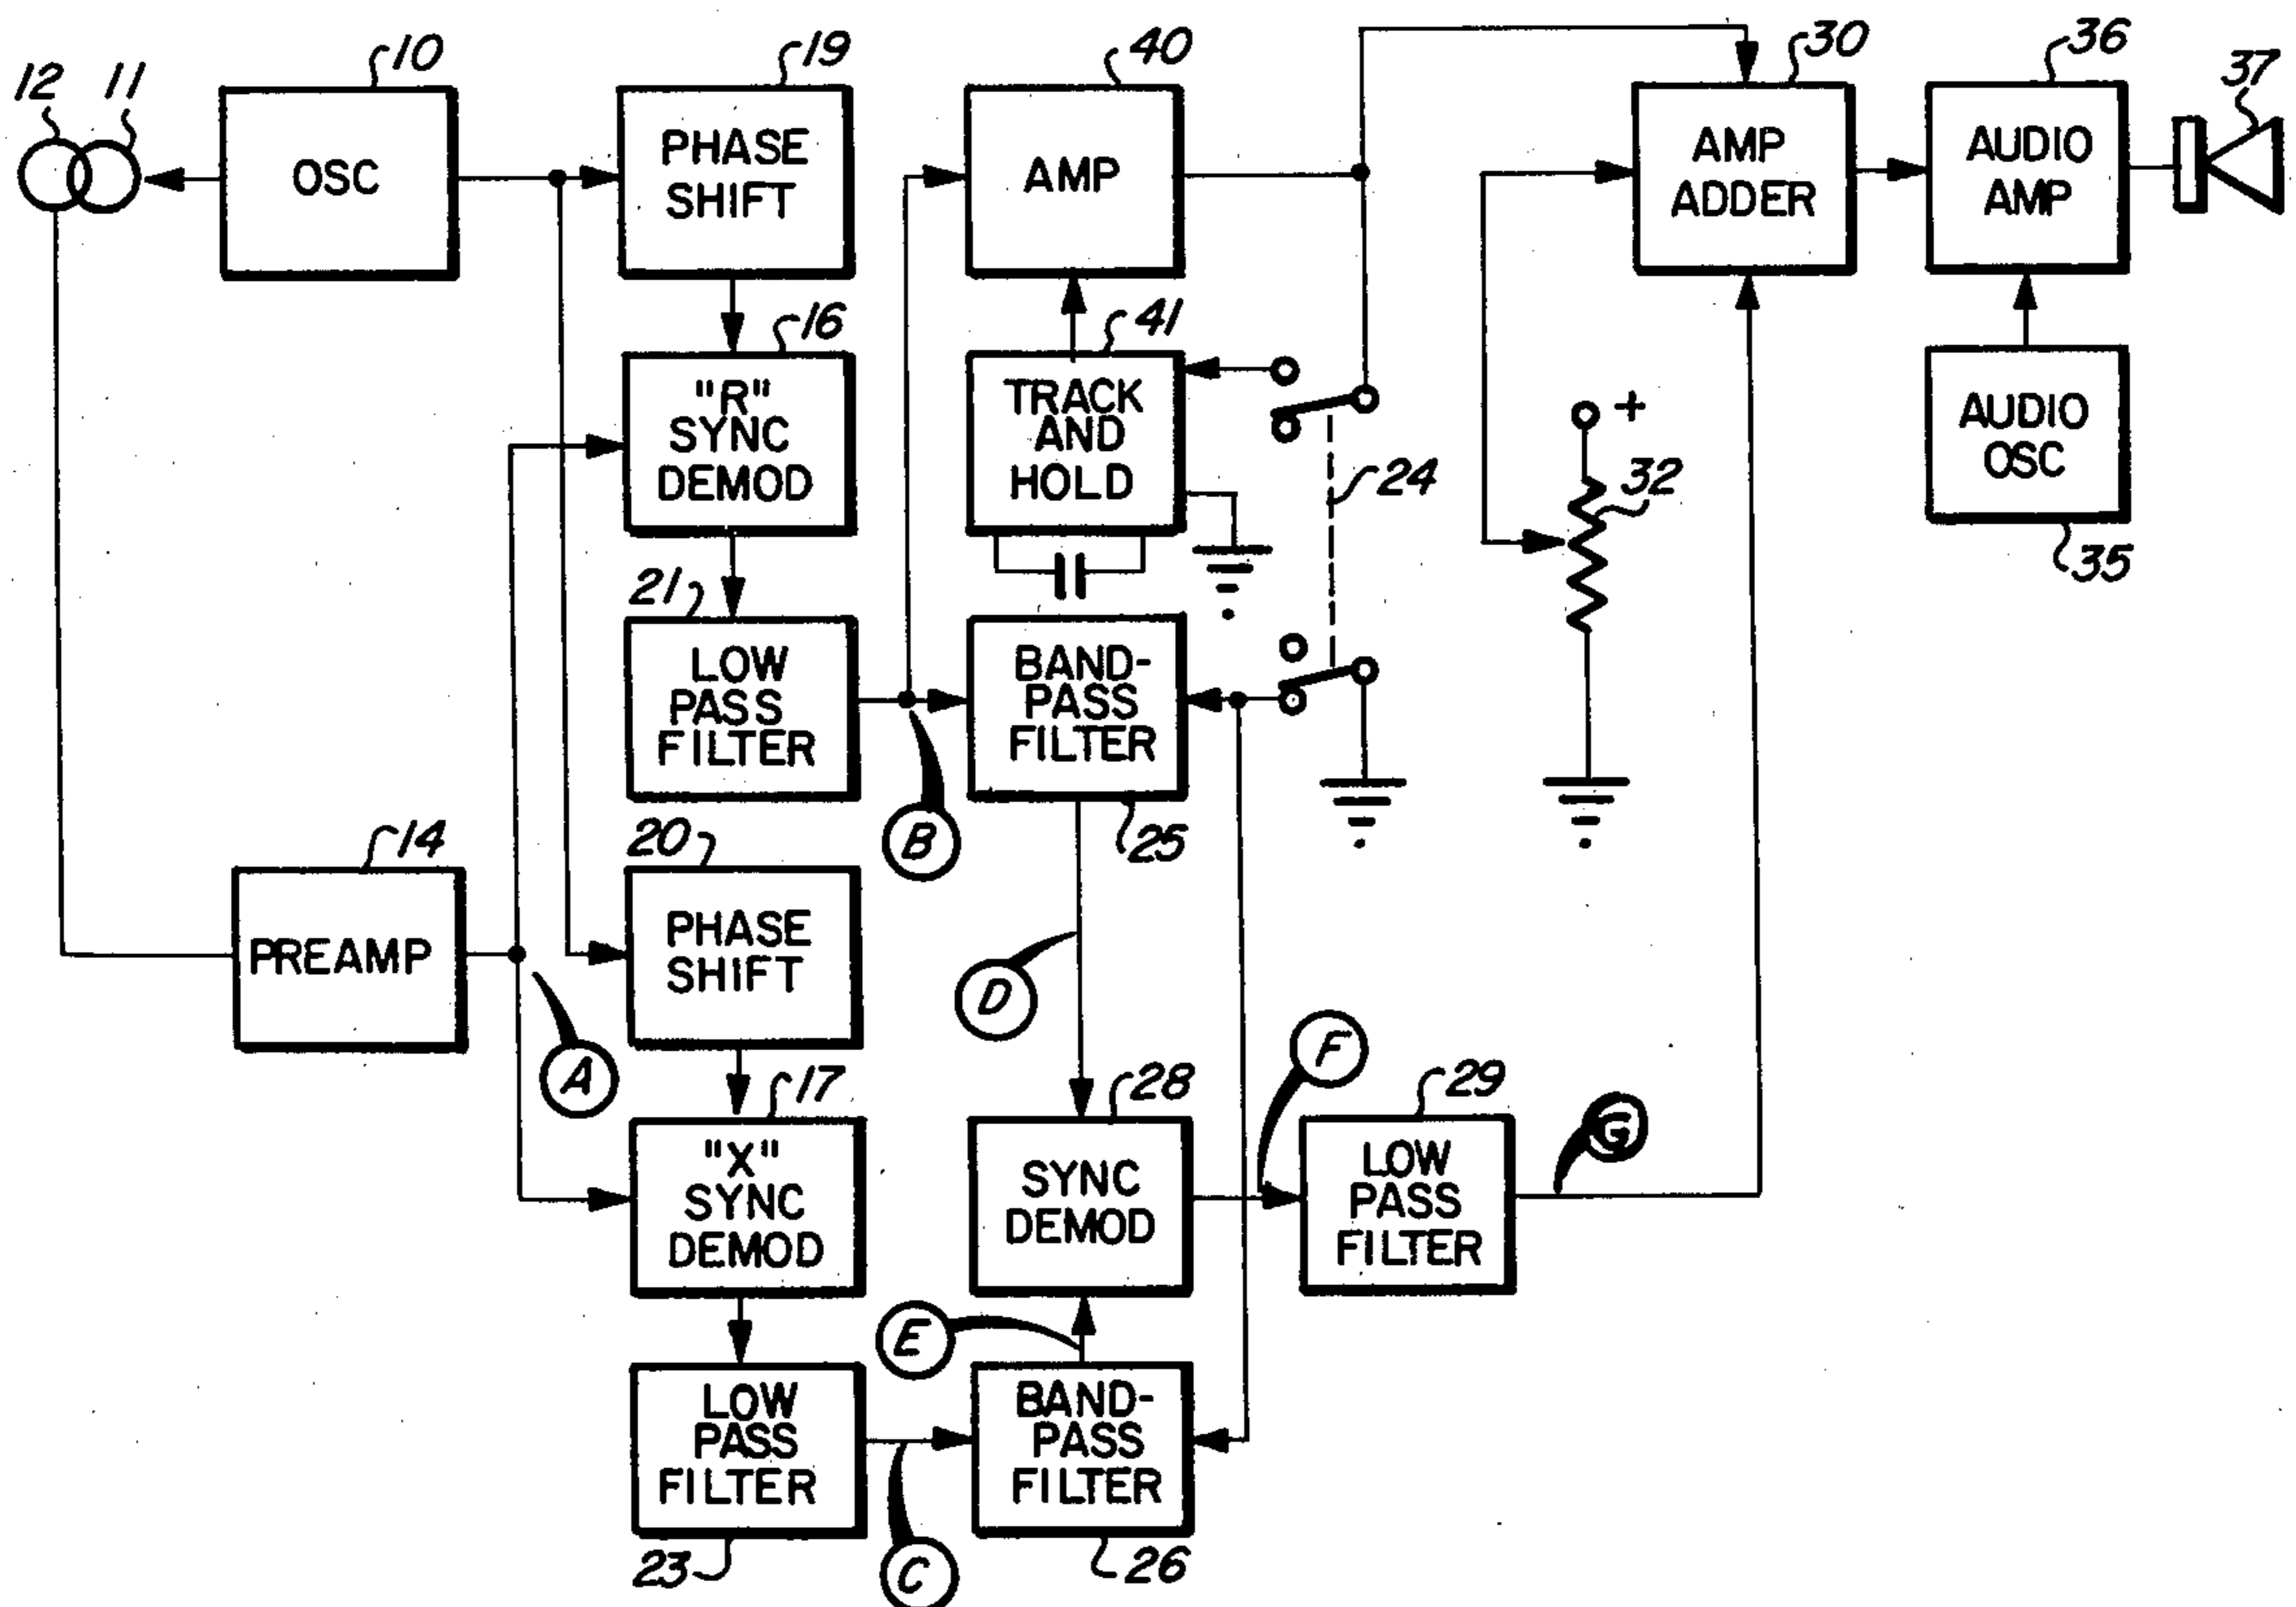 12
11
10
OSC
19
PHASE
SHIFT
40
AMP
30
AMP
ADDER
36
AUDIO
AMP
37
16
"R"
SYNC
DEMOD
41
TRACK
AND
HOLD
24
+
32
AUDIO
OSC
35
21
LOW
PASS
FILTER
B
BAND-
PASS
FILTER
25
14
PREAMP
A
20
PHASE
SHIFT
D
17
"X"
SYNC
DEMOD
28
SYNC
DEMOD
F
29
LOW
PASS
FILTER
G
E
LOW
PASS
FILTER
23
C
BAND-
PASS
FILTER
26